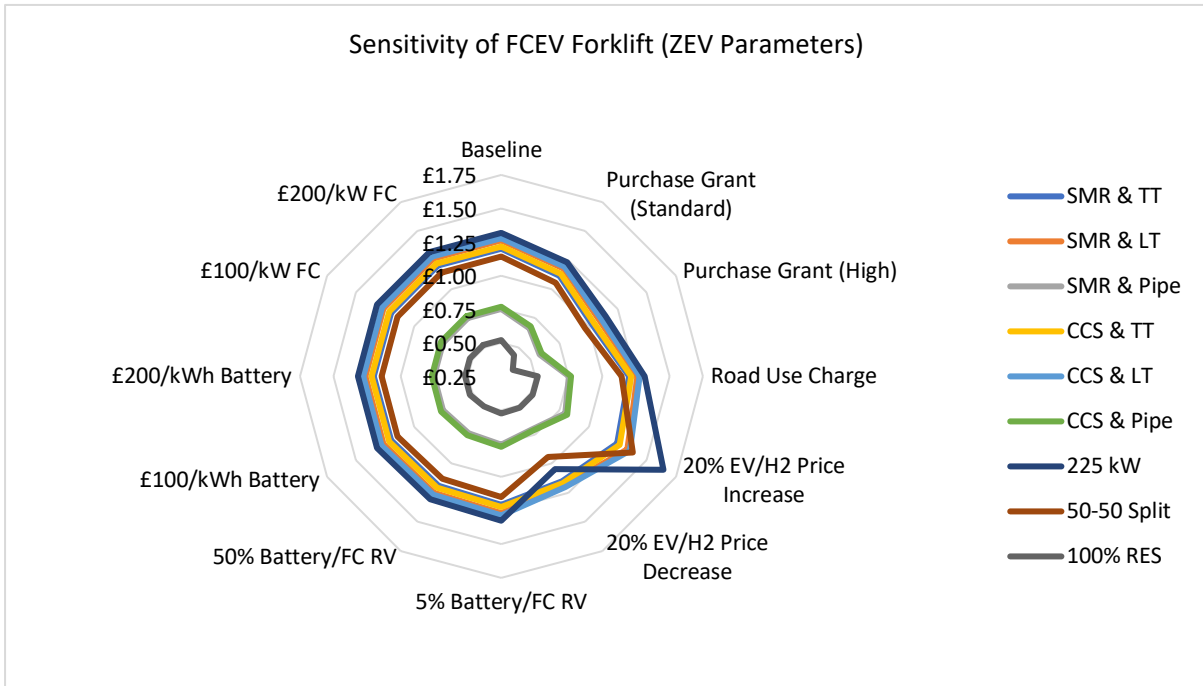 Sensitivity of FCEV Forklift (ZEV Parameters)
Baseline
Purchase Grant
(Standard)
Purchase Grant (High)
Road Use Charge
20% EV/H2 Price
Increase
20% EV/H2 Price
Decrease
5% Battery/FC RV
50% Battery/FC RV
£100/kWh Battery
£200/kWh Battery
£100/kW FC
£200/kW FC
£1.75
£1.50
£1.25
£1.00
£0.75
£0.50
£0.25
SMR & TT
SMR & LT
SMR & Pipe
CCS & TT
CCS & LT
CCS & Pipe
225 kW
50-50 Split
100% RES